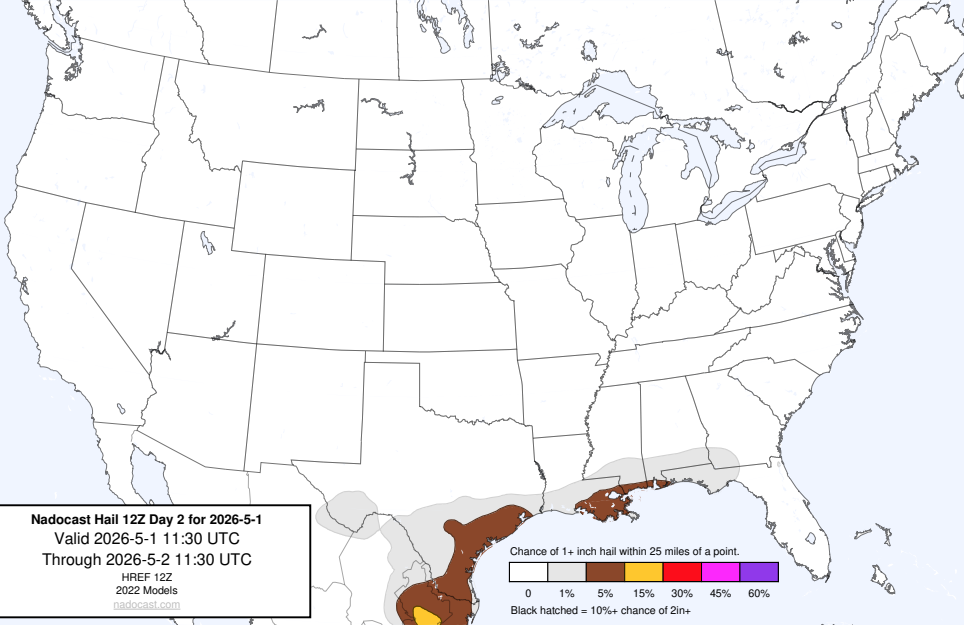 Nadocast Hail 12Z Day 2 for 2026-5-1
Valid 2026-5-1 11:30 UTC
Through 2026-5-2 11:30 UTC
HREF 12Z
2022 Models
nadocast.com
Chance of 1+ inch hail within 25 miles of a point.
0 1% 5% 15% 30% 45% 60%
Black hatched = 10%+ chance of 2in+